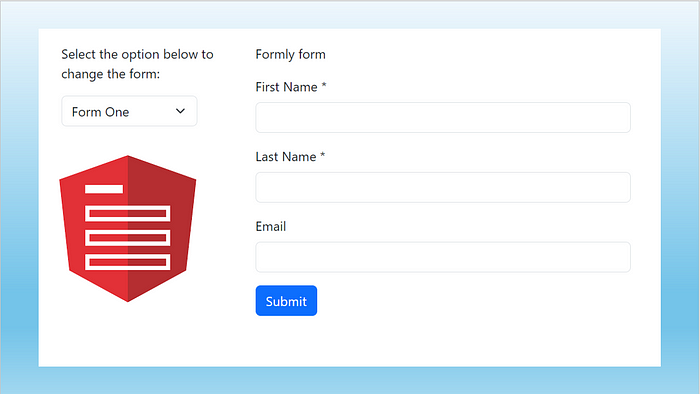 Select the option below to
change the form:
Form One
Formly form
First Name *
Last Name *
Email
Submit